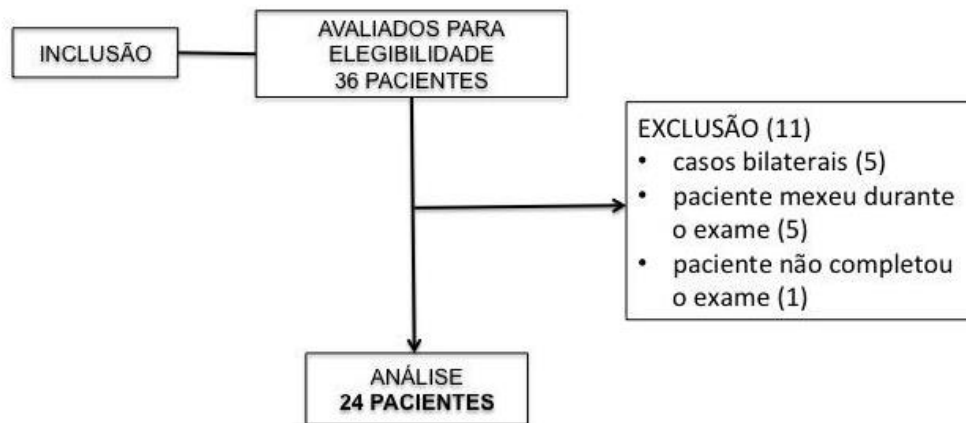 INCLUSÃO
AVALIADOS PARA
ELEGIBILIDADE
36 PACIENTES
EXCLUSÃO (11)
• casos bilaterais (5)
• paciente mexeu durante
o exame (5)
• paciente não completou
o exame (1)
ANÁLISE
24 PACIENTES